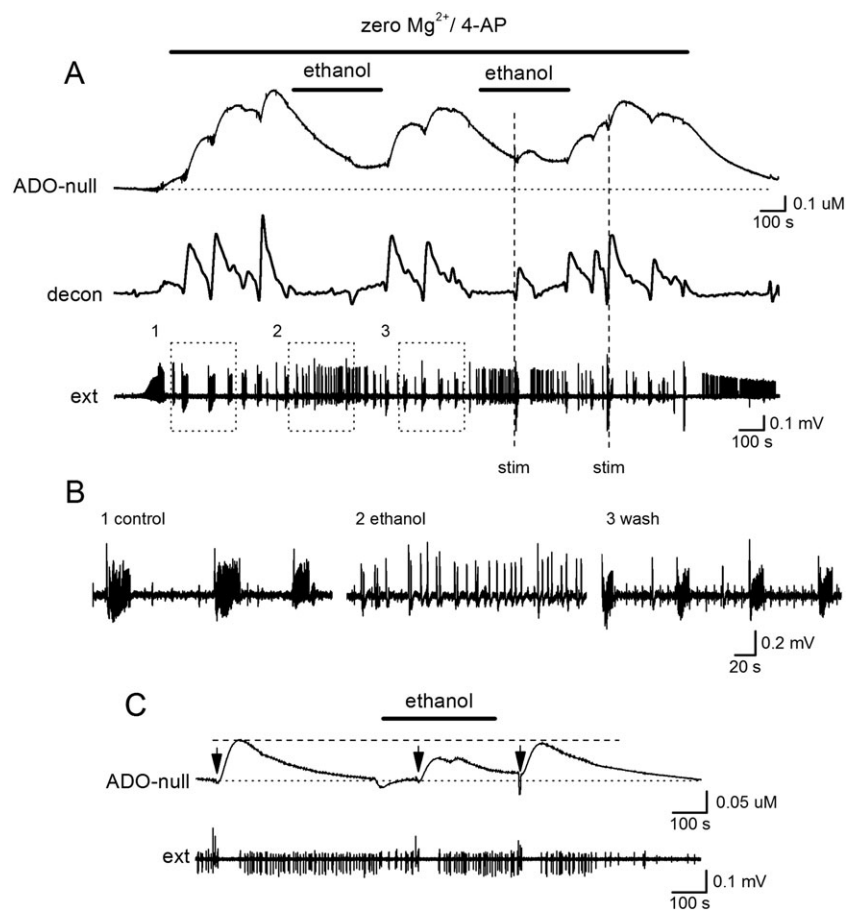 zero Mg2+/ 4-AP
A
ethanol ethanol
ADO-null
0.1 uM
100 s
decon
1 2 3
ext
0.1 mV
100 s
stim stim
B
1 control 2 ethanol 3 wash
0.2 mV
20 s
C
ethanol
ADO-null
0.05 uM
100 s
ext
0.1 mV
100 s